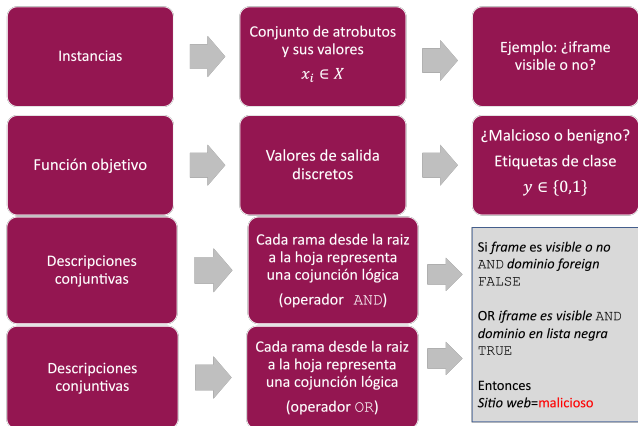 Instancias
Conjunto de atrobutos
y sus valores
x_i ∈ X
Ejemplo: ¿iframe
visible o no?
Función objetivo
Valores de salida
discretos
¿Malcioso o benigno?
Etiquetas de clase
y ∈ {0,1}
Descripciones
conjuntivas
Cada rama desde la raiz
a la hoja representa
una cojunción lógica
(operador AND)
Descripciones
conjuntivas
Cada rama desde la raiz
a la hoja representa
una cojunción lógica
(operador OR)
Si frame es visible o no
AND dominio foreign
FALSE
OR iframe es visible AND
dominio en lista negra
TRUE
Entonces
Sitio web=malicioso